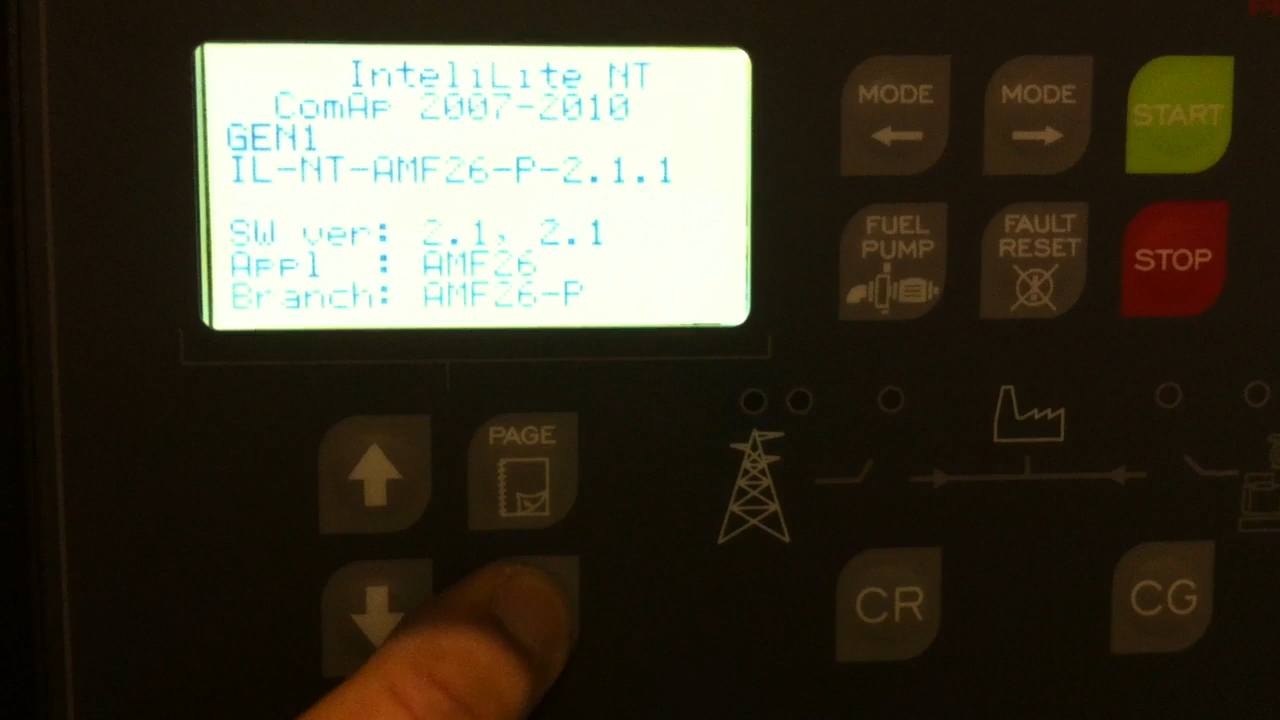 InteliLite NT
ComAp 2007-2010
GEN1
IL-NT-AMF26-P-2.1.1
SW ver: 2.1, 2.1
Appl : AMF26
Branch: AMF26-P
MODE
MODE
START
FUEL
PUMP
FAULT
RESET
STOP
PAGE
CR
CG